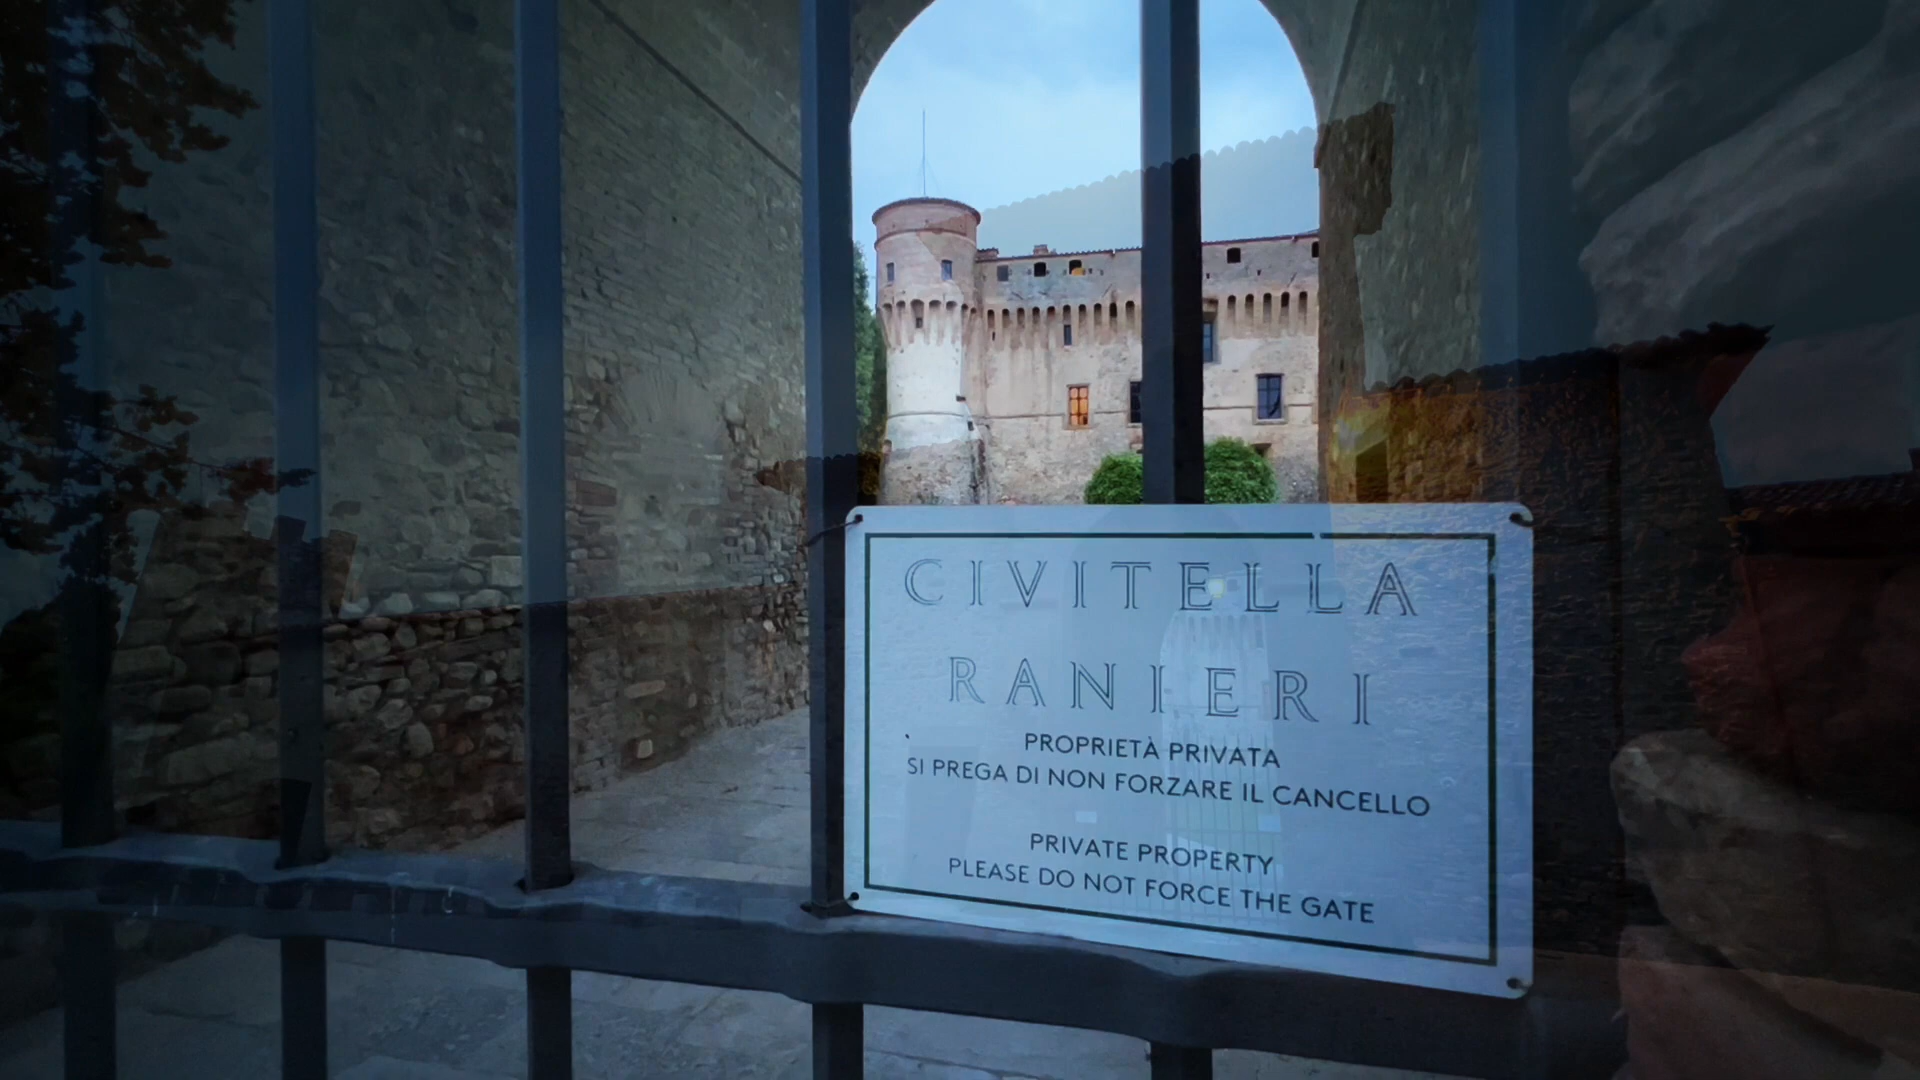 CIVITELLA
RANIERI
PROPRIETÀ PRIVATA
SI PREGA DI NON FORZARE IL CANCELLO
PRIVATE PROPERTY
PLEASE DO NOT FORCE THE GATE